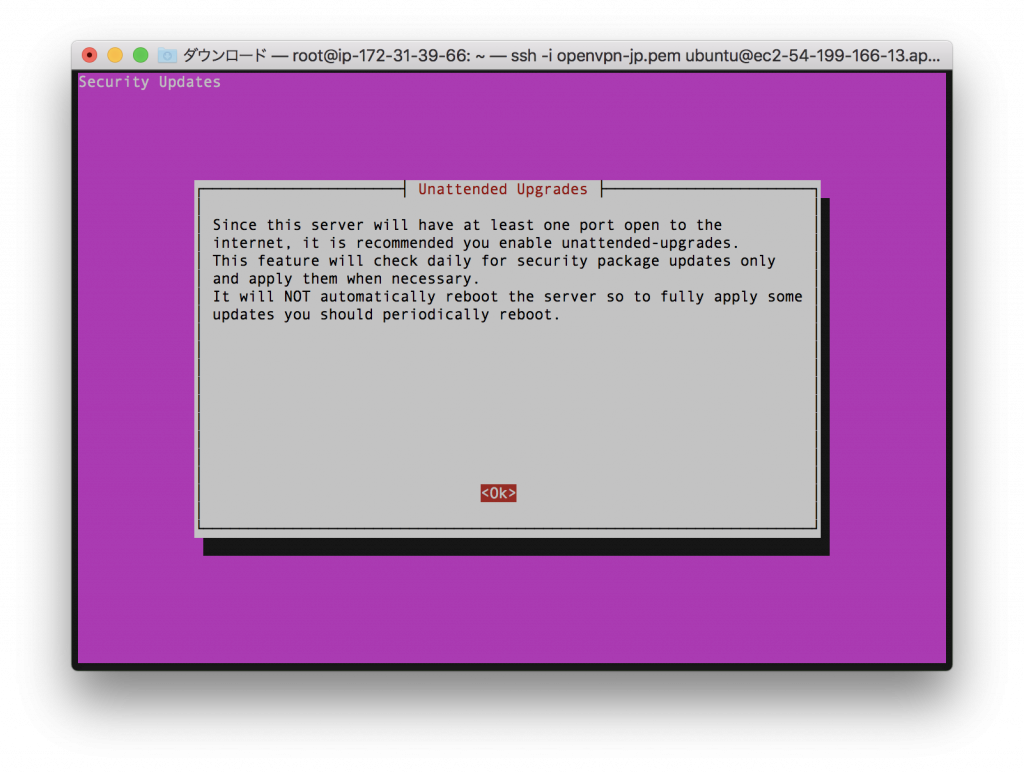 ダウンロード — root@ip-172-31-39-66: ~ — ssh -i openvpn-jp.pem ubuntu@ec2-54-199-166-13.ap...
Security Updates
Unattended Upgrades
Since this server will have at least one port open to the
internet, it is recommended you enable unattended-upgrades.
This feature will check daily for security package updates only
and apply them when necessary.
It will NOT automatically reboot the server so to fully apply some
updates you should periodically reboot.
<Ok>